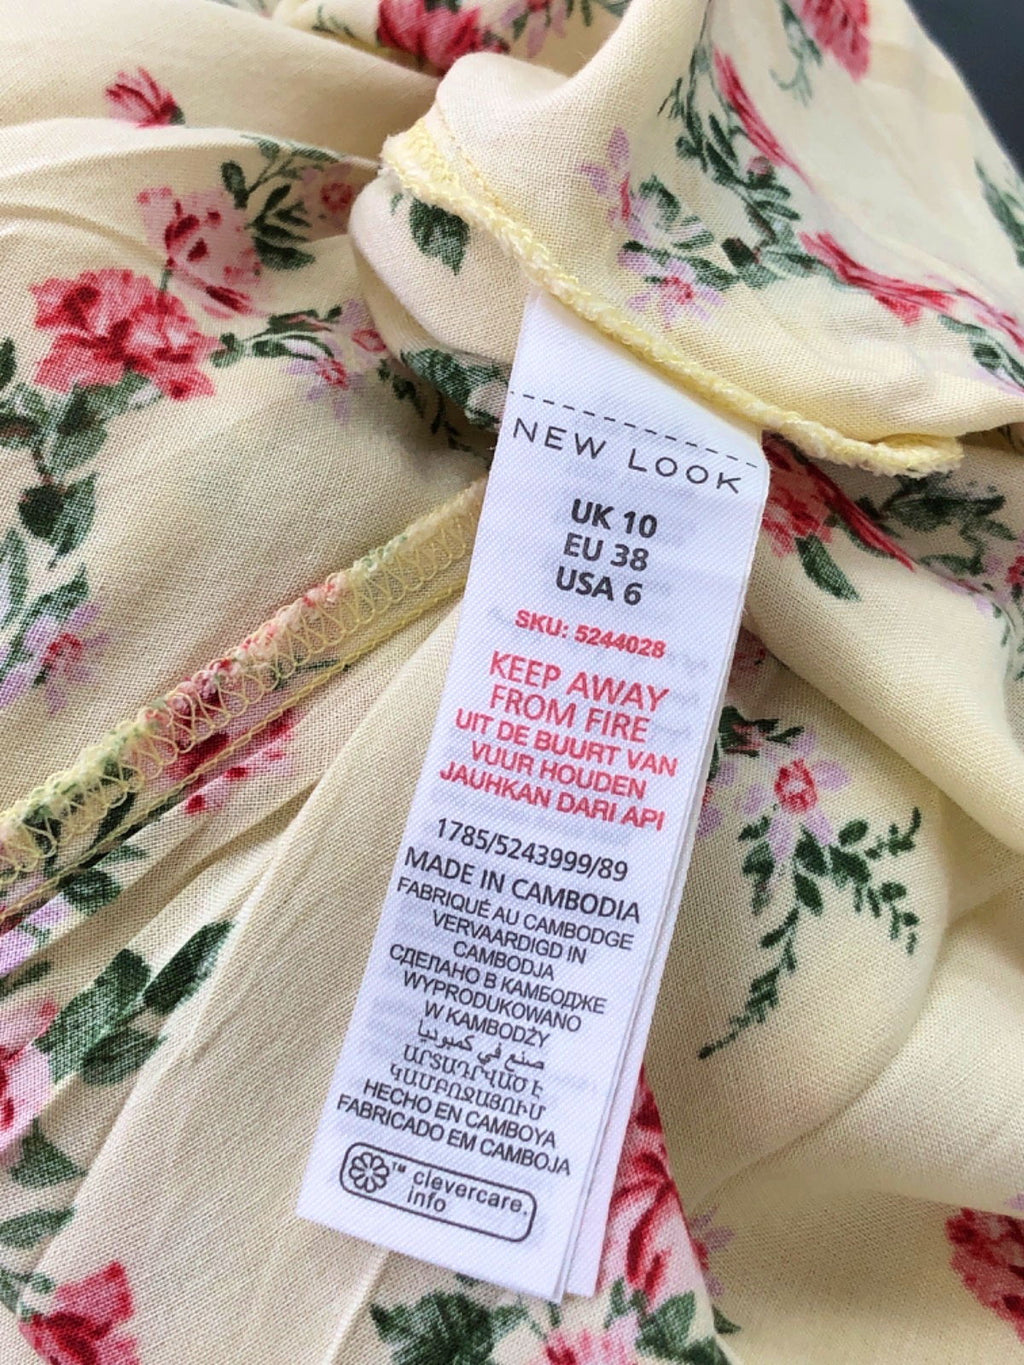 NEW LOOK
UK 10
EU 38
USA 6
SKU: 5244028
KEEP AWAY
FROM FIRE
UIT DE BUURT VAN
VUUR HOUDEN
JAUHKAN DARI API
1785/5243999/89
MADE IN CAMBODIA
FABRIQUÉ AU CAMBODGE
VERVAARDIGD IN
CAMBODJA
СДЕЛАНО В КАМБОДЖЕ
WYPRODUKOWANO
W KAMBODŻY
صنع في كمبوديا
ԱՐՏԱԴՐՎԱԾ Է
ԿԱՄԲՈՋԱՅՈՒՄ
HECHO EN CAMBOYA
FABRICADO EM CAMBOJA
™ clevercare.
info